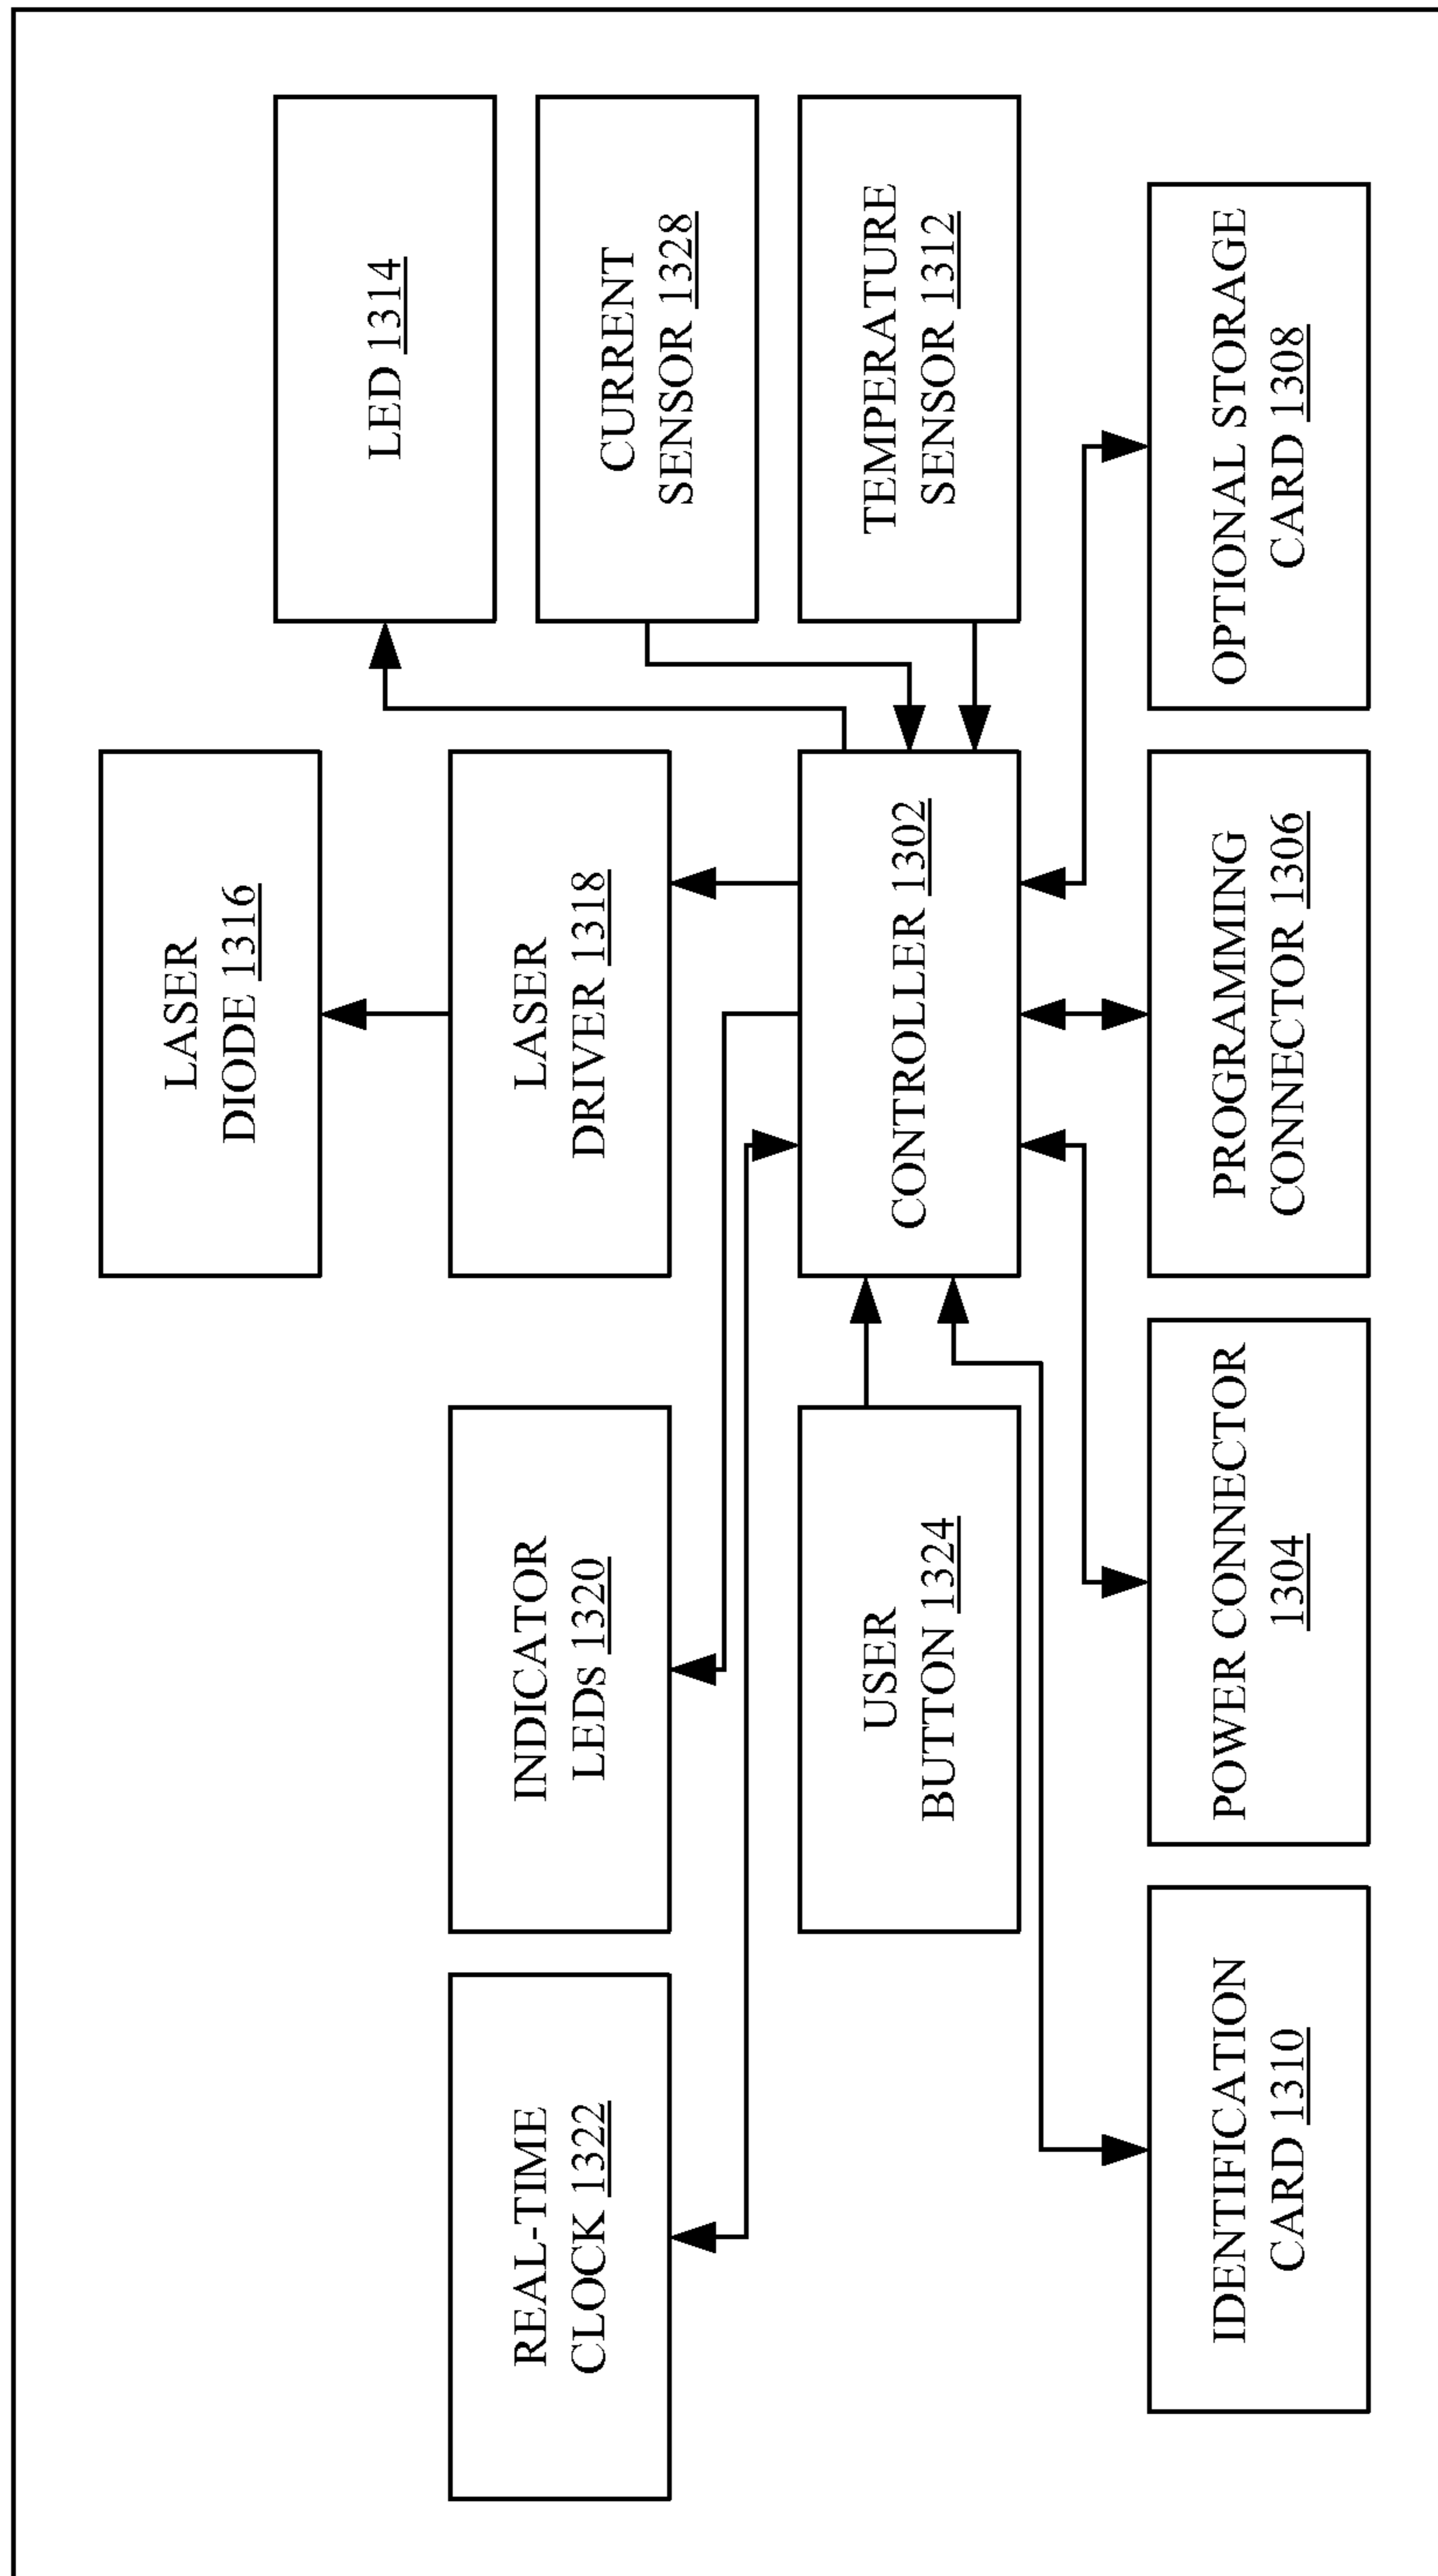 LASER
DIODE 1316
LED 1314
REAL-TIME
CLOCK 1322
INDICATOR
LEDS 1320
LASER
DRIVER 1318
CURRENT
SENSOR 1328
USER
BUTTON 1324
CONTROLLER 1302
TEMPERATURE
SENSOR 1312
IDENTIFICATION
CARD 1310
POWER CONNECTOR
1304
PROGRAMMING
CONNECTOR 1306
OPTIONAL STORAGE
CARD 1308